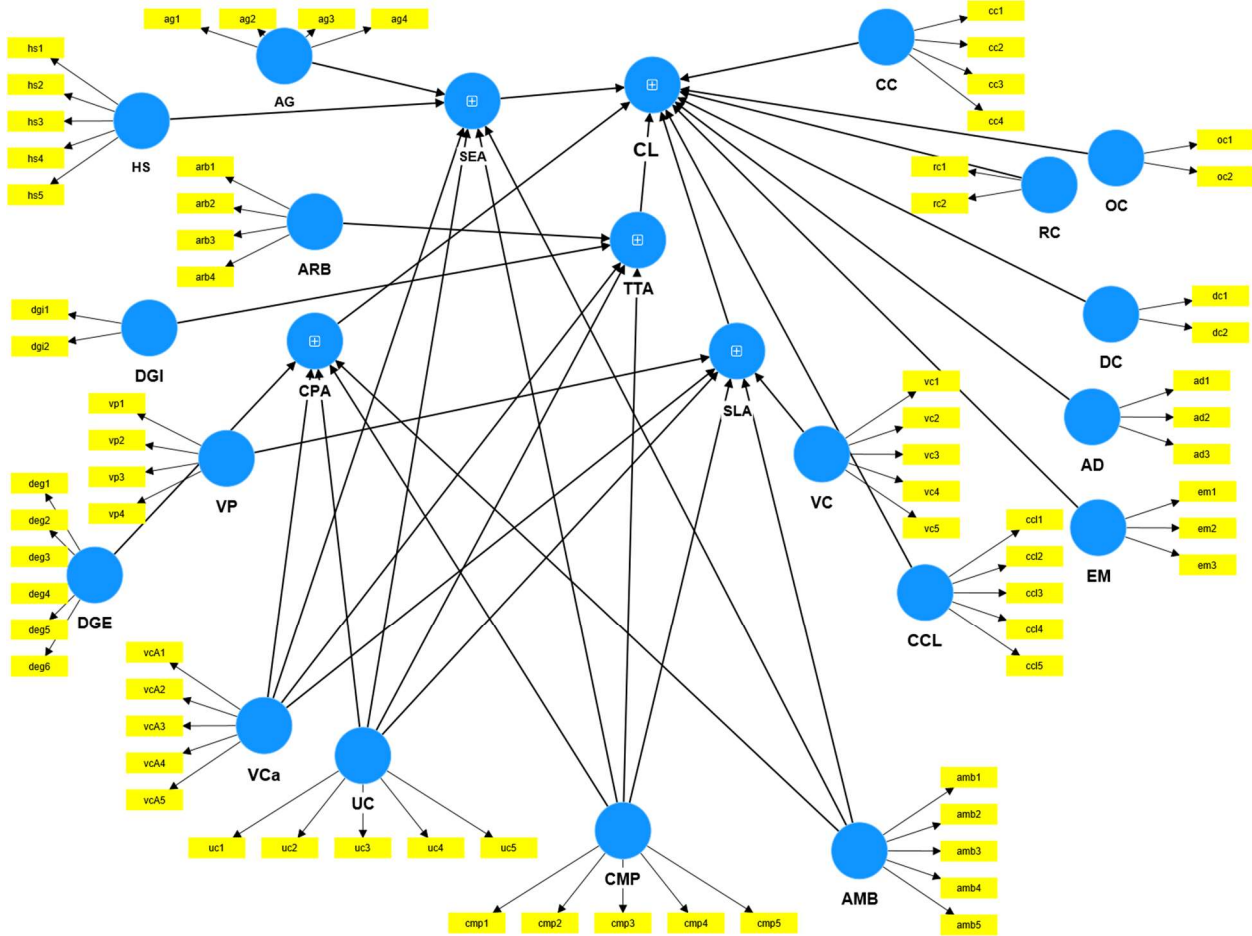 ag1
ag2
ag3
ag4
AG
hs1
hs2
hs3
hs4
hs5
HS
SEA
CL
cc1
cc2
cc3
cc4
CC
oc1
oc2
OC
rc1
rc2
RC
arb1
arb2
arb3
arb4
ARB
TTA
dgi1
dgi2
DGI
CPA
SLA
dc1
dc2
DC
vp1
vp2
vp3
vp4
VP
vc1
vc2
vc3
vc4
vc5
VC
ad1
ad2
ad3
AD
deg1
deg2
deg3
deg4
deg5
deg6
DGE
em1
em2
em3
EM
ccl1
ccl2
ccl3
ccl4
ccl5
CCL
vcA1
vcA2
vcA3
vcA4
vcA5
VCa
UC
uc1
uc2
uc3
uc4
uc5
CMP
cmp1
cmp2
cmp3
cmp4
cmp5
amb1
amb2
amb3
amb4
amb5
AMB